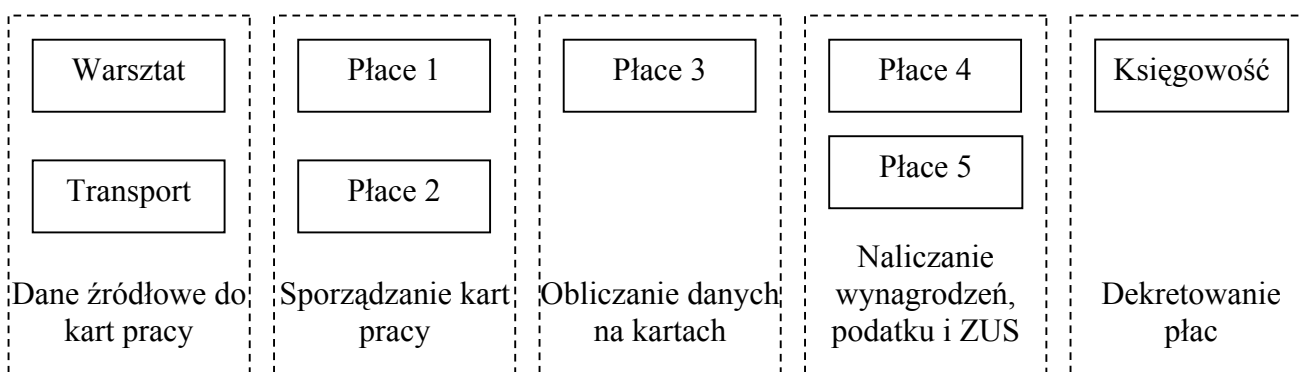 Warsztat
Transport
Dane źródłowe do
kart pracy
Płace 1
Płace 2
Sporządzanie kart
pracy
Płace 3
Obliczanie danych
na kartach
Płace 4
Płace 5
Naliczanie
wynagrodzeń,
podatku i ZUS
Księgowość
Dekretowanie
płac